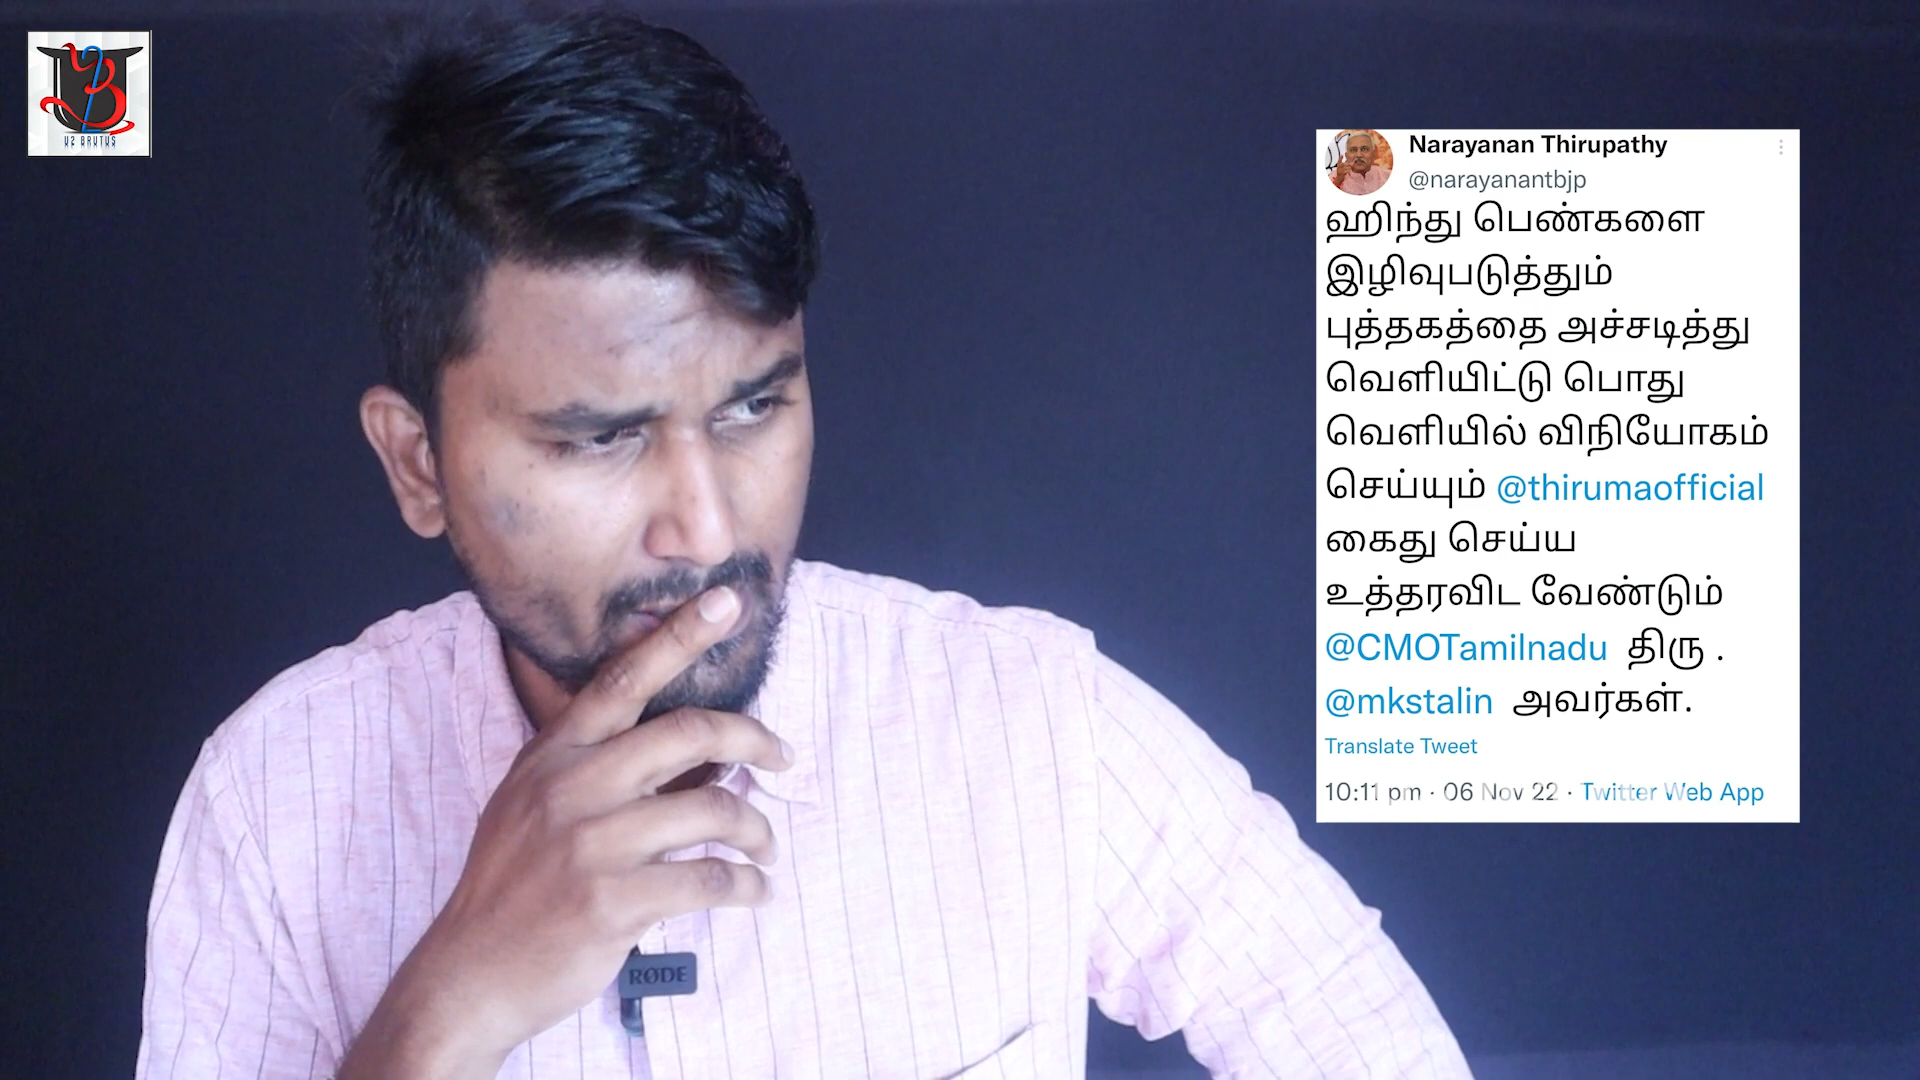 U2 BRUTUS
Narayanan Thirupathy
@narayanantbjp
ஹிந்து பெண்களை
இழிவுபடுத்தும்
புத்தகத்தை அச்சடித்து
வெளியிட்டு பொது
வெளியில் விநியோகம்
செய்யும் @thirumaofficial
கைது செய்ய
உத்தரவிட வேண்டும்
@CMOTamilnadu திரு .
@mkstalin அவர்கள்.
Translate Tweet
10:11 pm · 06 Nov 22 · Twitter Web App
RØDE